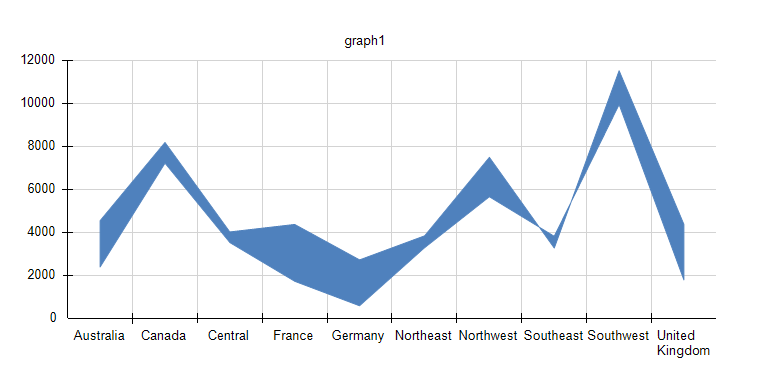 graph1
12000
10000
8000
6000
4000
2000
0
Australia Canada Central France Germany Northeast Northwest Southeast Southwest United
Kingdom